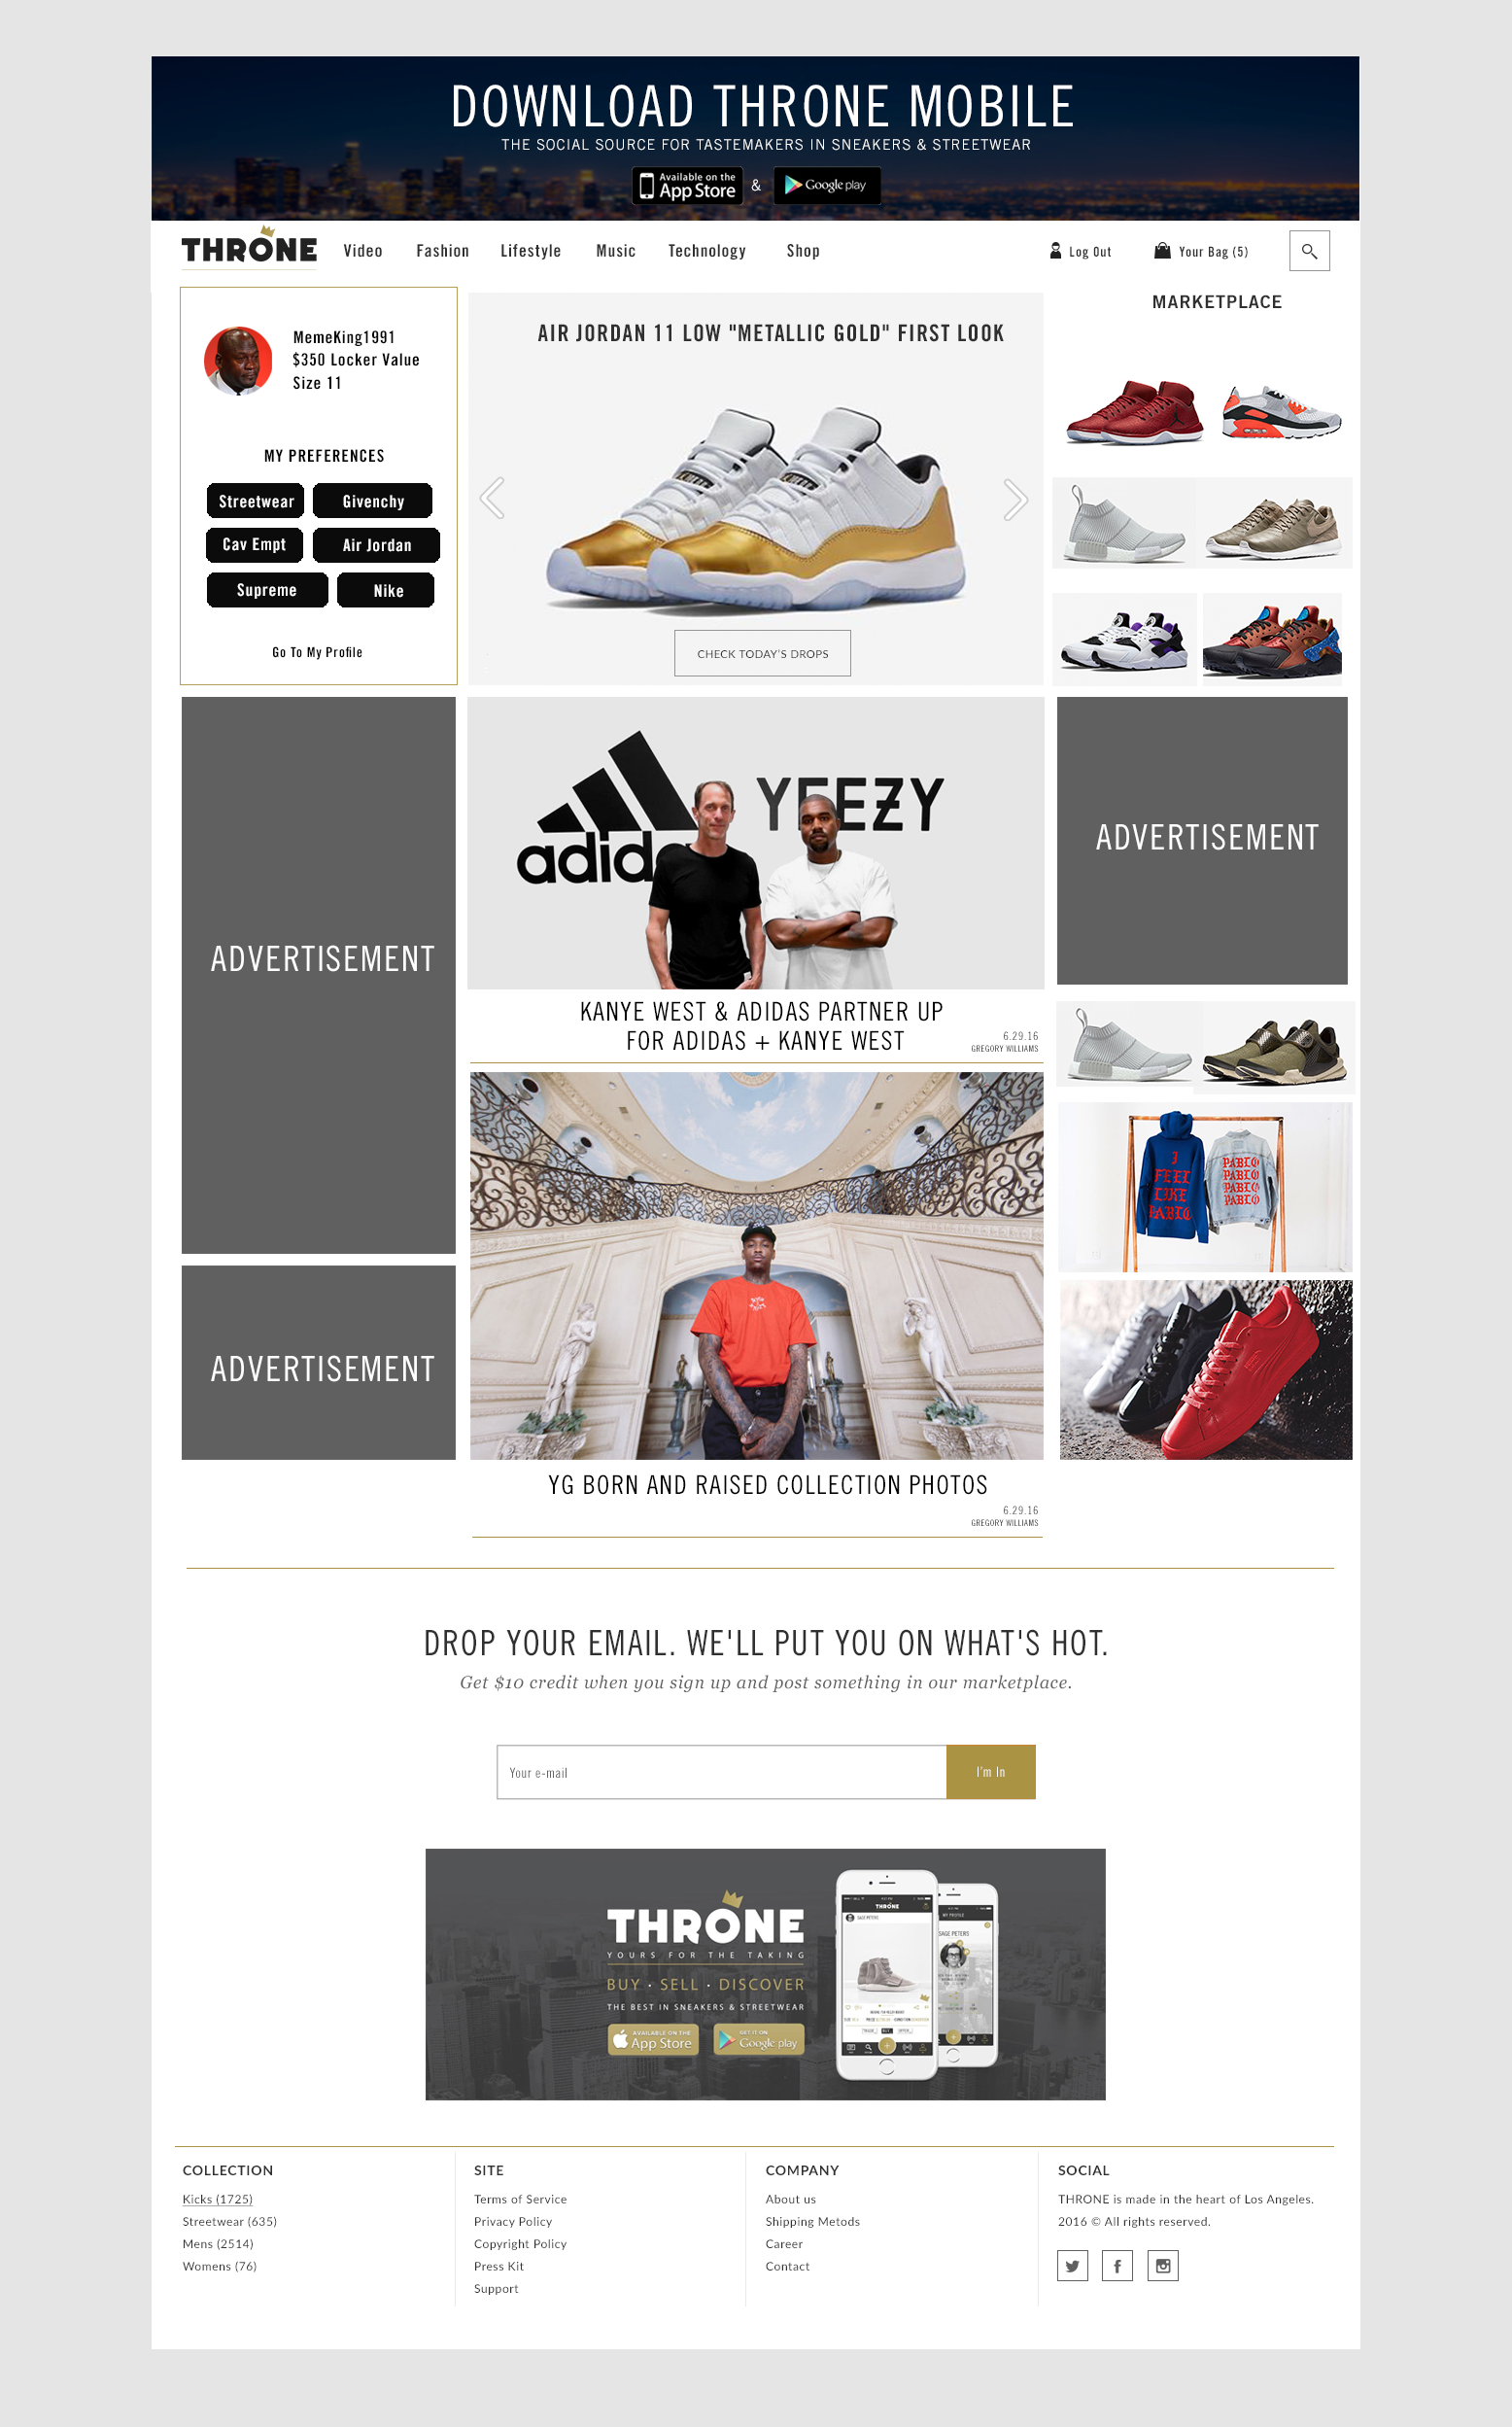 DOWNLOAD THRONE MOBILE
THE SOCIAL SOURCE FOR TASTEMAKERS IN SNEAKERS & STREETWEAR
Available on the
App Store
&
Google play
THRONE
Video Fashion Lifestyle Music Technology Shop
Log Out
Your Bag (5)
MemeKing1991
$350 Locker Value
Size 11
MY PREFERENCES
Streetwear Givenchy
Cav Empt Air Jordan
Supreme Nike
Go To My Profile
AIR JORDAN 11 LOW "METALLIC GOLD" FIRST LOOK
CHECK TODAY'S DROPS
MARKETPLACE
ADVERTISEMENT
adida
YEEZY
KANYE WEST & ADIDAS PARTNER UP
FOR ADIDAS + KANYE WEST
6.29.16
GREGORY WILLIAMS
ADVERTISEMENT
I
FEEL
LIKE
PABLO
PABLO
PABLO
PABLO
PABLO
ADVERTISEMENT
YG BORN AND RAISED COLLECTION PHOTOS
6.29.16
GREGORY WILLIAMS
DROP YOUR EMAIL. WE'LL PUT YOU ON WHAT'S HOT.
Get $10 credit when you sign up and post something in our marketplace.
Your e-mail
I'm In
THRONE
YOURS FOR THE TAKING
BUY · SELL · DISCOVER
THE BEST IN SNEAKERS & STREETWEAR
AVAILABLE ON THE
App Store
GET IT ON
Google play
THRONE
SAGE PETERS
MY PROFILE
SAGE PETERS
COLLECTION
Kicks (1725)
Streetwear (635)
Mens (2514)
Womens (76)
SITE
Terms of Service
Privacy Policy
Copyright Policy
Press Kit
Support
COMPANY
About us
Shipping Metods
Career
Contact
SOCIAL
THRONE is made in the heart of Los Angeles.
2016 © All rights reserved.